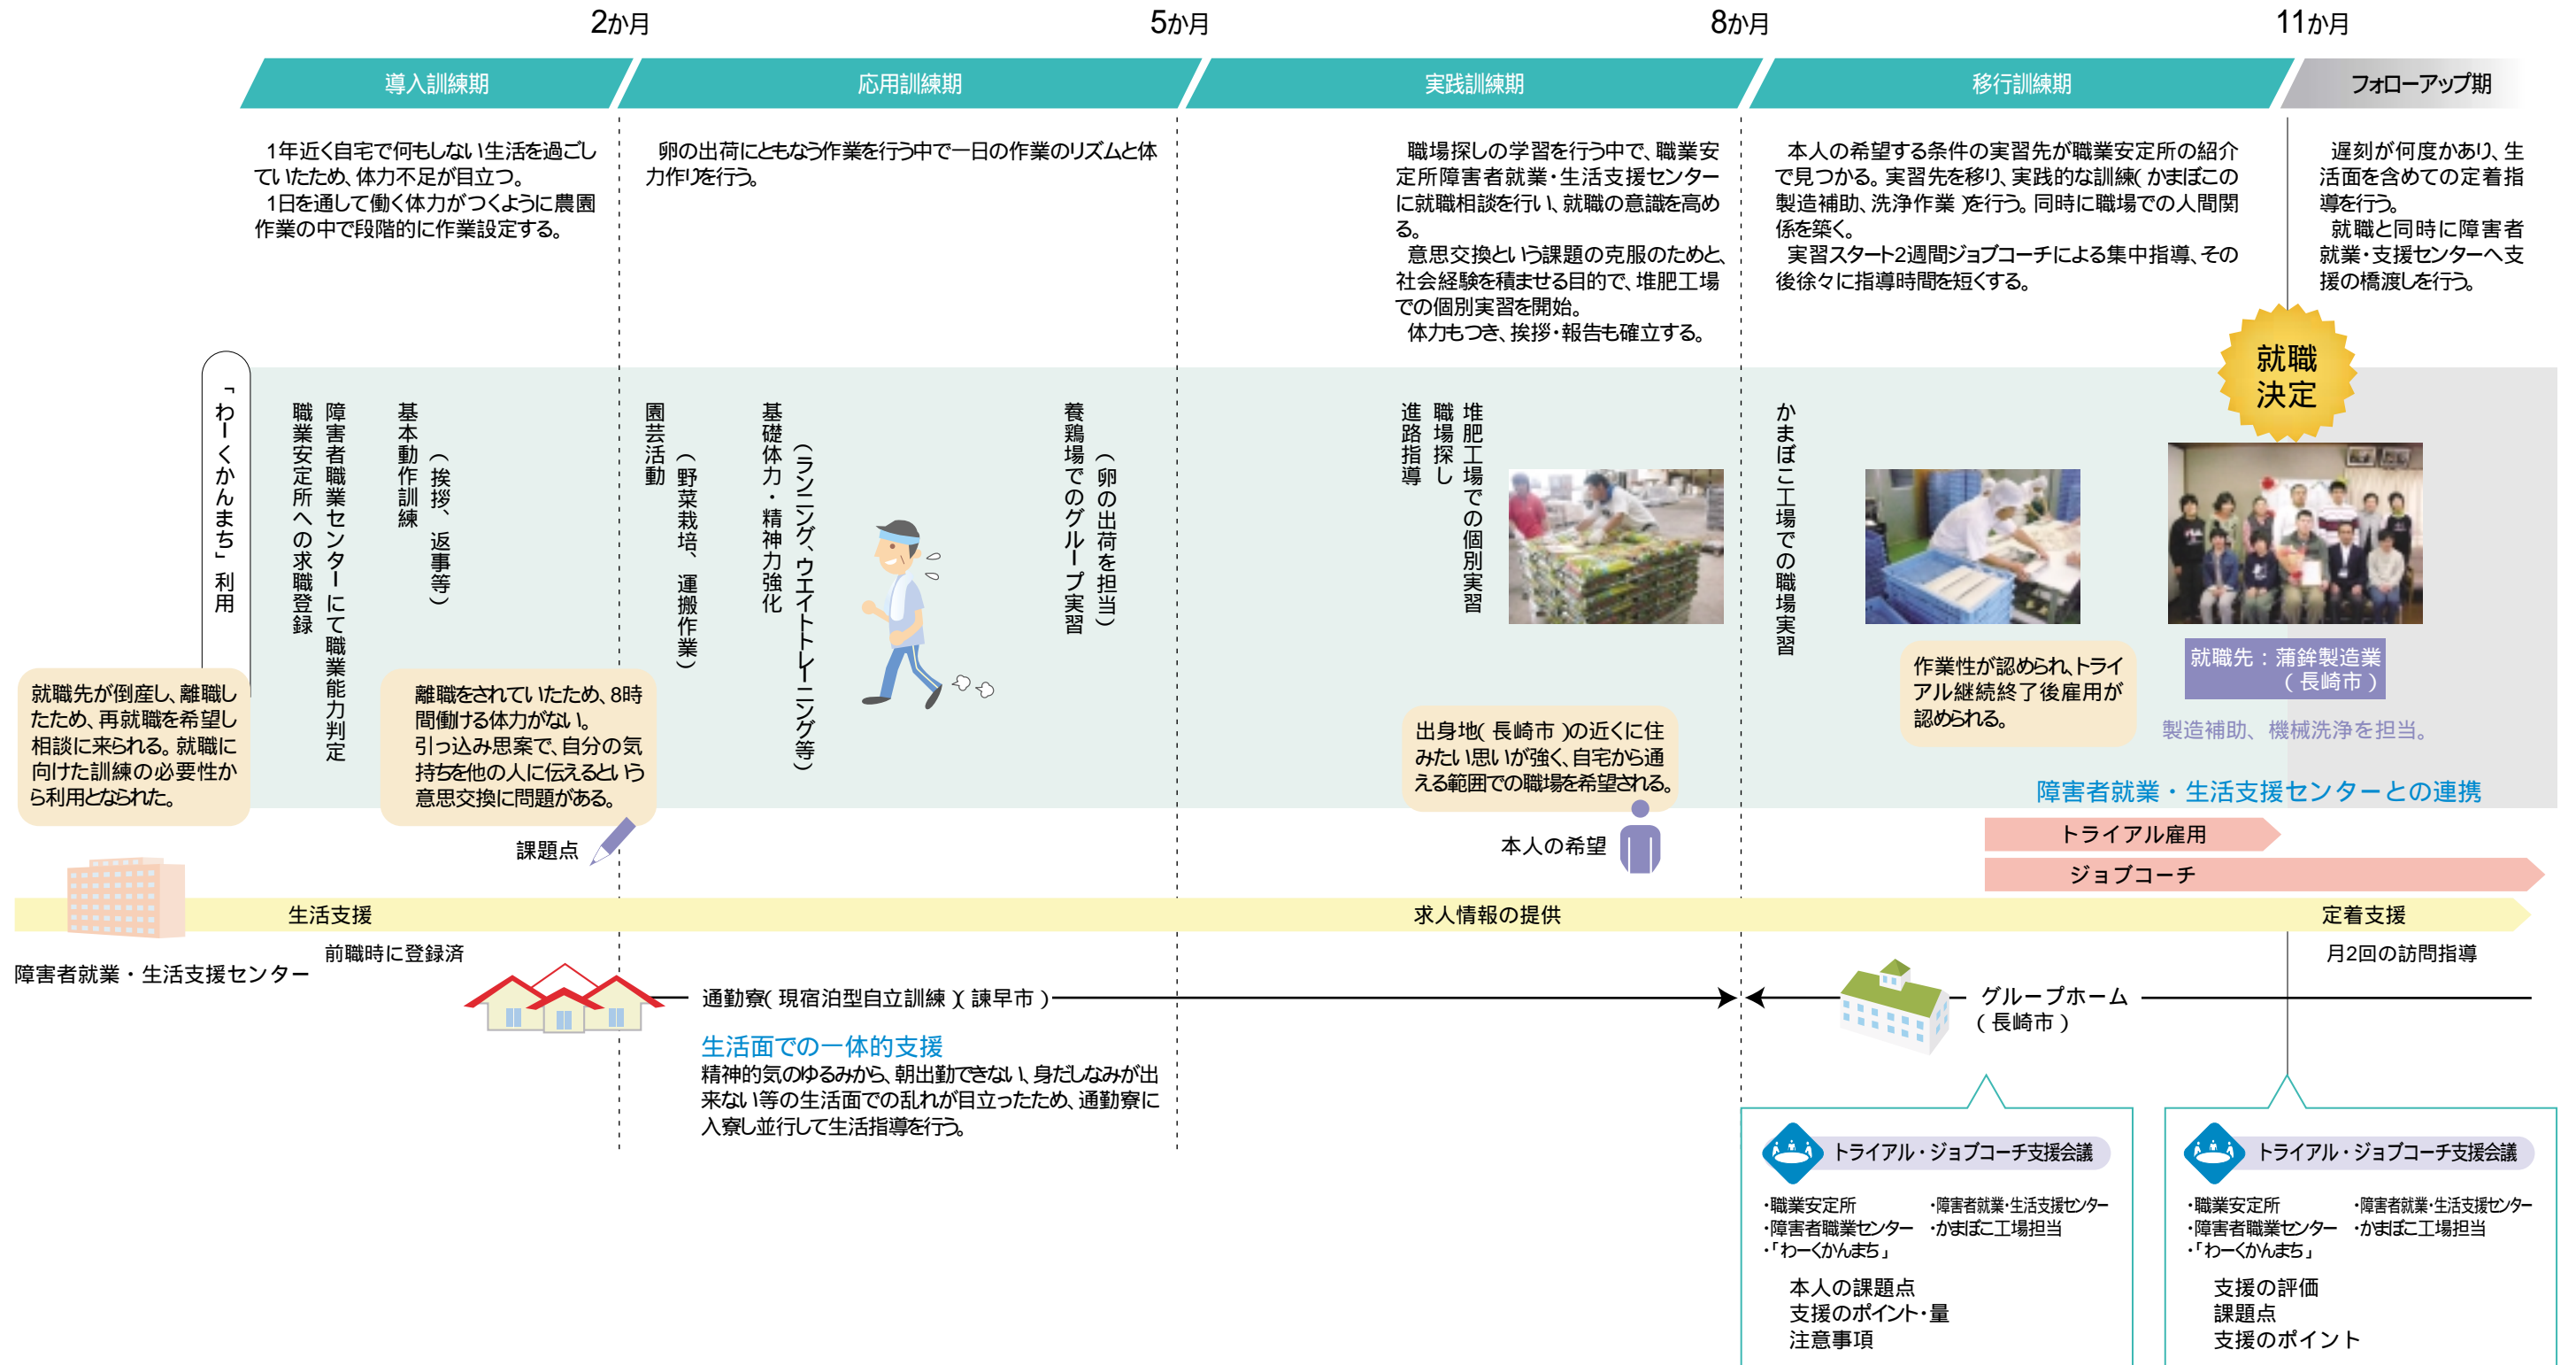 2か月
5か月
8か月
11か月
導入訓練期
応用訓練期
実践訓練期
移行訓練期
フォローアップ期
1年近く自宅で何もしない生活を過ごし
ていたため、体力不足が目立つ。
1日を通して働く体力がつくように農園
作業の中で段階的に作業設定する。
卵の出荷にともなう作業を行う中で一日の作業のリズムと体
力作りを行う。
職場探しの学習を行う中で、職業安
定所障害者就業・生活支援センター
に就職相談を行い、就職の意識を高め
る。
意思交換という課題の克服のためと、
社会経験を積ませる目的で、堆肥工場
での個別実習を開始。
体力もつき、挨拶・報告も確立する。
本人の希望する条件の実習先が職業安定所の紹介
で見つかる。実習先を移り、実践的な訓練(かまぼこの
製造補助、洗浄作業)を行う。同時に職場での人間関
係を築く。
実習スタート2週間ジョブコーチによる集中指導、その
後徐々に指導時間を短くする。
遅刻が何度かあり、生
活面を含めての定着指
導を行う。
就職と同時に障害者
就業・支援センターへ支
援の橋渡しを行う。
就職
決定
「わーくかんまち」利用
職業安定所への求職登録
障害者職業センターにて職業能力判定
基本動作訓練
(挨拶、返事等)
園芸活動
(野菜栽培、運搬作業)
基礎体力・精神力強化
(ランニング、ウエイトトレーニング等)
養鶏場でのグループ実習
(卵の出荷を担当)
進路指導
職場探し
堆肥工場での個別実習
かまぼこ工場での職場実習
就職先が倒産し、離職し
たため、再就職を希望し
相談に来られる。就職に
向けた訓練の必要性か
ら利用となられた。
離職をされていたため、8時
間働ける体力がない。
引っ込み思案で、自分の気
持ちを他の人に伝えるという
意思交換に問題がある。
課題点
出身地(長崎市)の近くに住
みたい思いが強く、自宅から通
える範囲での職場を希望される。
本人の希望
作業性が認められ、トライ
アル継続終了後雇用が
認められる。
就職先：蒲鉾製造業
(長崎市)
製造補助、機械洗浄を担当。
障害者就業・生活支援センターとの連携
トライアル雇用
ジョブコーチ
生活支援
求人情報の提供
定着支援
障害者就業・生活支援センター
前職時に登録済
月2回の訪問指導
通勤寮(現宿泊型自立訓練)(諫早市)
グループホーム
(長崎市)
生活面での一体的支援
精神的気のゆるみから、朝出勤できない、身だしなみが出
来ない等の生活面での乱れが目立ったため、通勤寮に
入寮し並行して生活指導を行う。
トライアル・ジョブコーチ支援会議
・職業安定所 ・障害者就業・生活支援センター
・障害者職業センター ・かまぼこ工場担当
・「わーくかんまち」
本人の課題点
支援のポイント・量
注意事項
トライアル・ジョブコーチ支援会議
・職業安定所 ・障害者就業・生活支援センター
・障害者職業センター ・かまぼこ工場担当
・「わーくかんまち」
支援の評価
課題点
支援のポイント